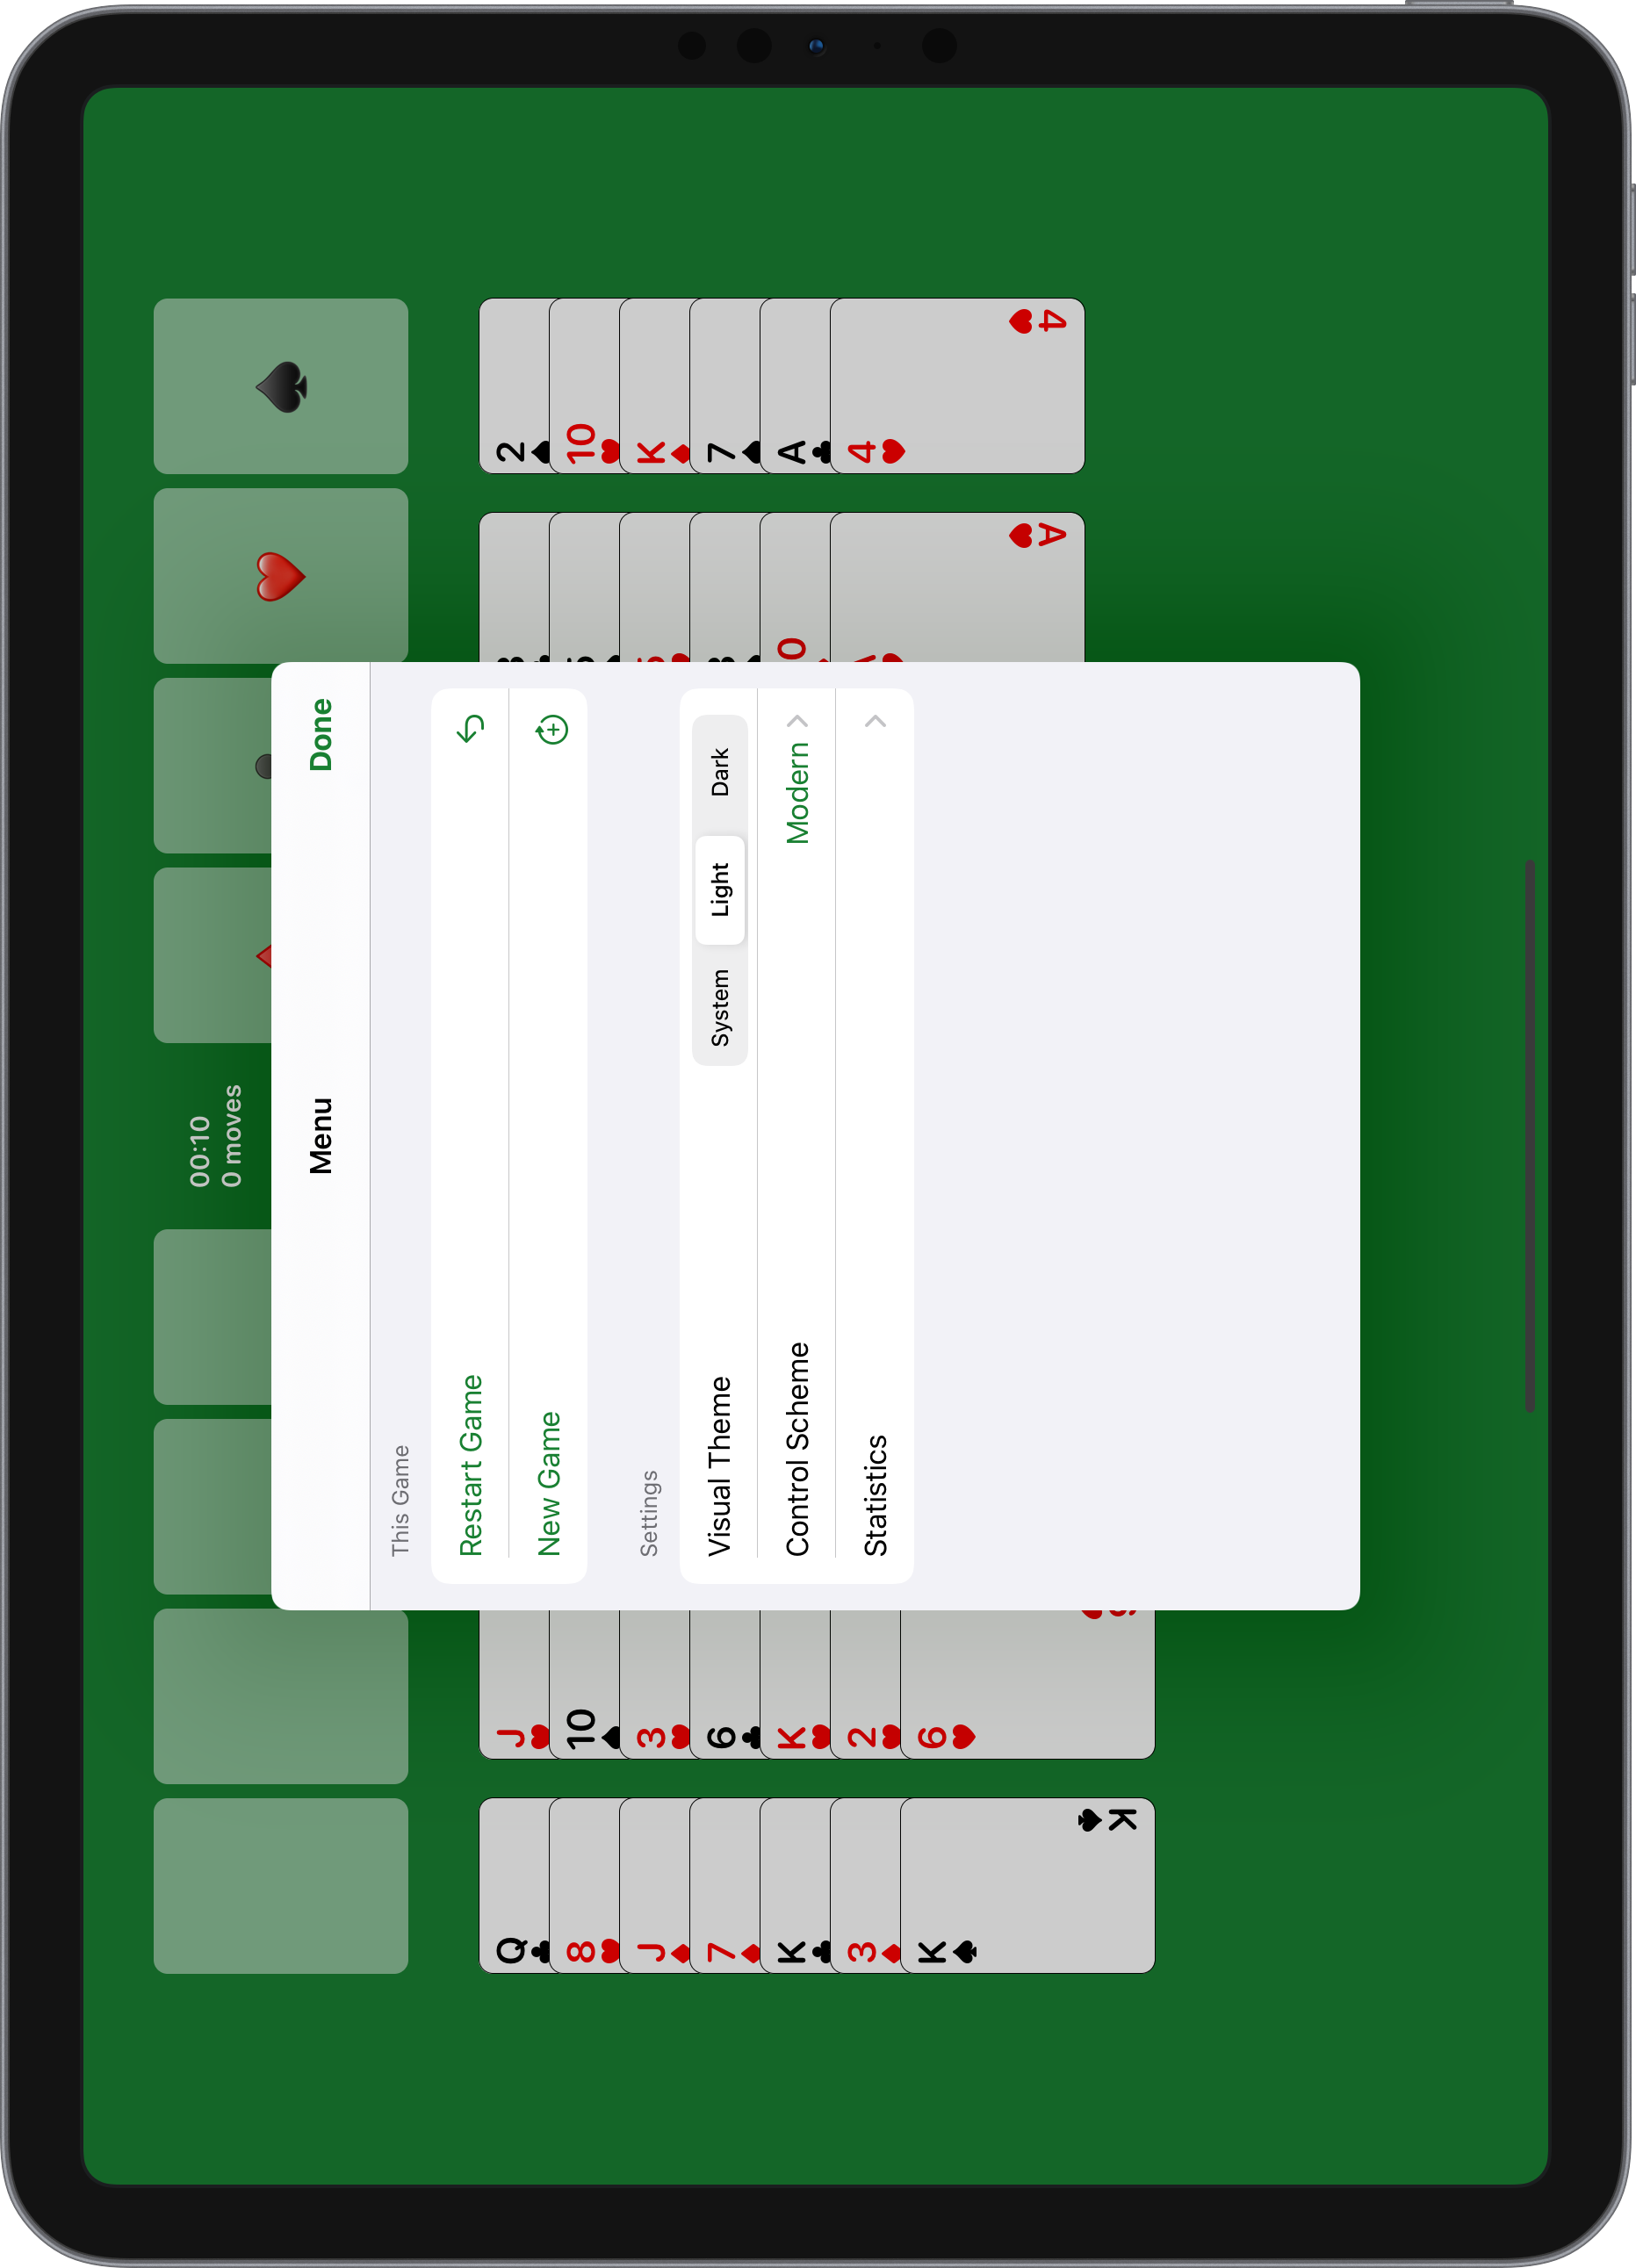 00:10
0 moves
Menu
Done
This Game
Restart Game
New Game
Settings
Visual Theme
System
Light
Dark
Control Scheme
Modern
Statistics
Q
8
J
7
K
3
K
K
J
10
3
6
K
2
6
A
2
10
K
7
A
4
4